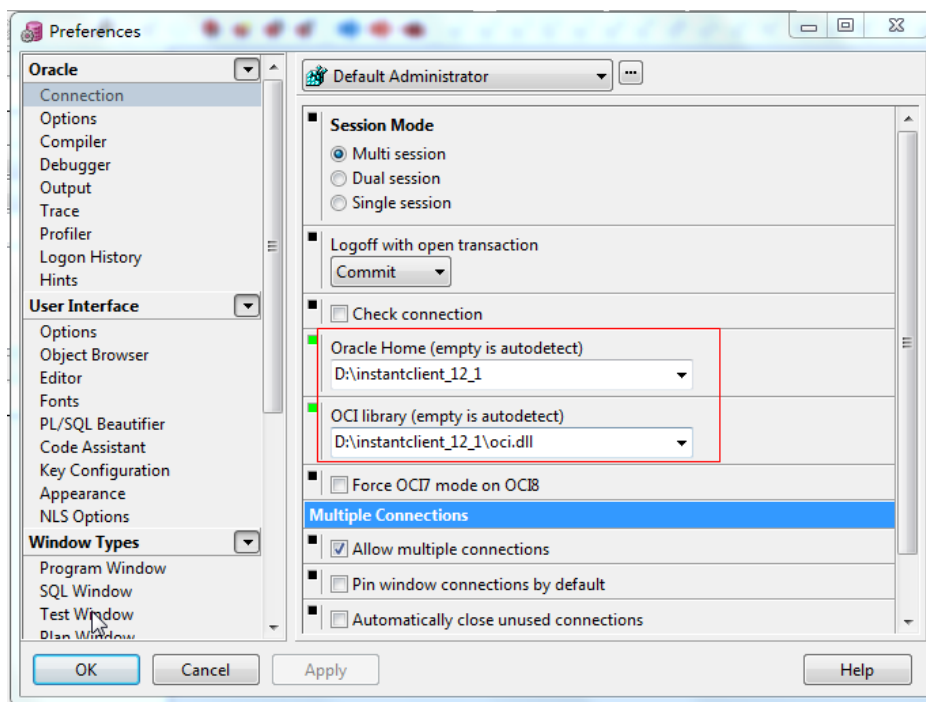 Preferences
Oracle
Connection
Options
Compiler
Debugger
Output
Trace
Profiler
Logon History
Hints
User Interface
Options
Object Browser
Editor
Fonts
PL/SQL Beautifier
Code Assistant
Key Configuration
Appearance
NLS Options
Window Types
Program Window
SQL Window
Test Window
Plan Window
Default Administrator
...
Session Mode
Multi session
Dual session
Single session
Logoff with open transaction
Commit
Check connection
Oracle Home (empty is autodetect)
D:\instantclient_12_1
OCI library (empty is autodetect)
D:\instantclient_12_1\oci.dll
Force OCI7 mode on OCI8
Multiple Connections
Allow multiple connections
Pin window connections by default
Automatically close unused connections
OK
Cancel
Apply
Help